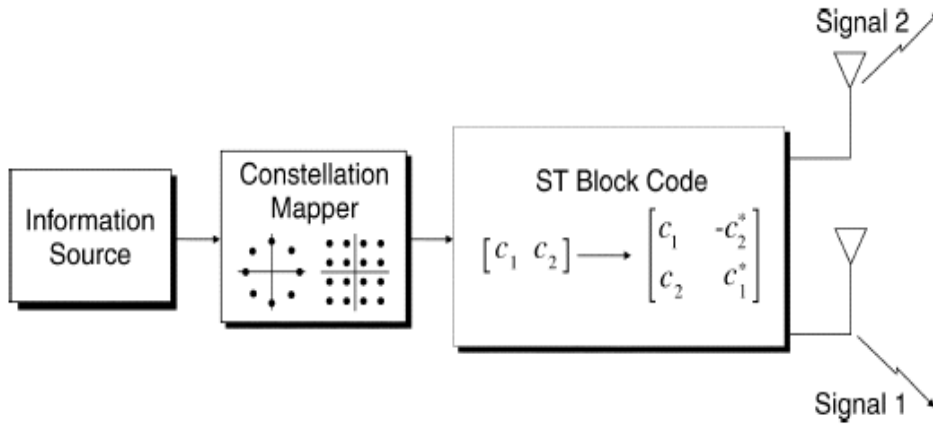 Signal 2
Information
Source
Constellation
Mapper
ST Block Code
[c₁ c₂] → [c₁ -c₂*
c₂ c₁*]
Signal 1